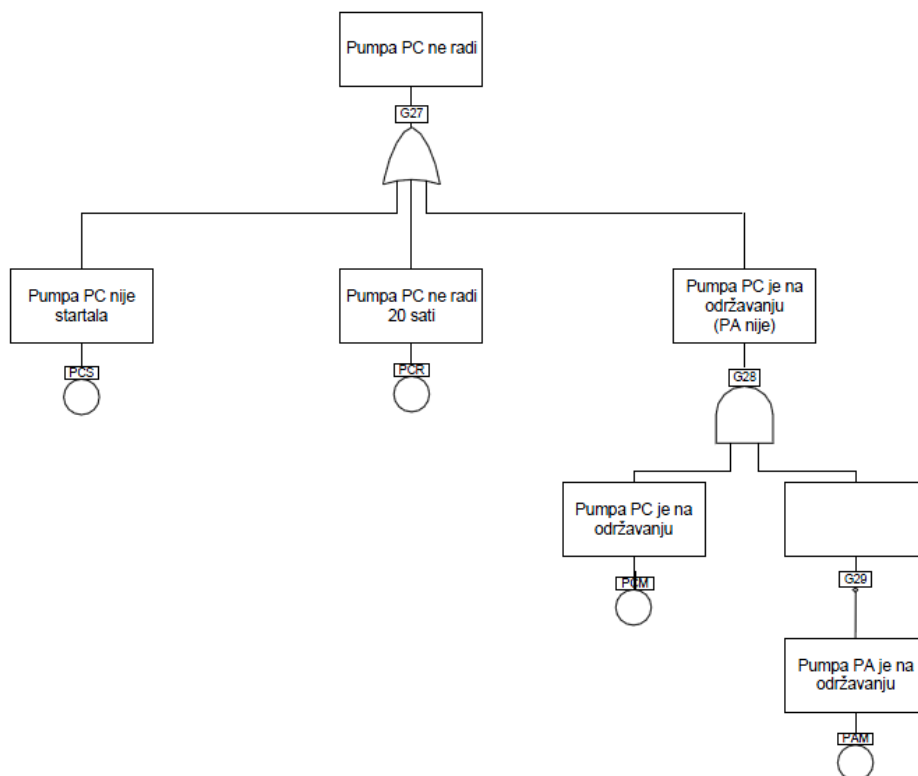 Pumpa PC ne radi
G27
Pumpa PC nije
startala
Pumpa PC ne radi
20 sati
Pumpa PC je na
održavanju
(PA nije)
PCS
PCR
G28
Pumpa PC je na
održavanju
PCM
G29
Pumpa PA je na
održavanju
PAM